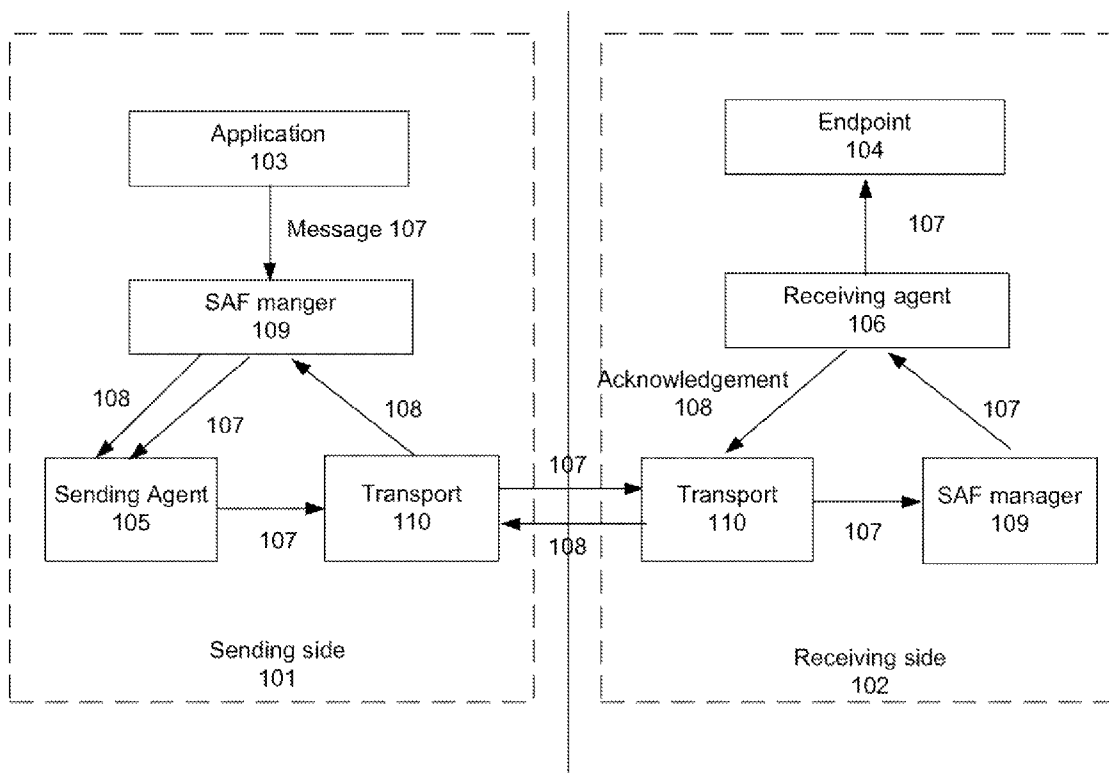 Application
103
Message 107
SAF manger
109
108
107
108
Sending Agent
105
107
Transport
110
Sending side
101
107
108
Endpoint
104
107
Receiving agent
106
Acknowledgement
108
107
Transport
110
107
SAF manager
109
Receiving side
102